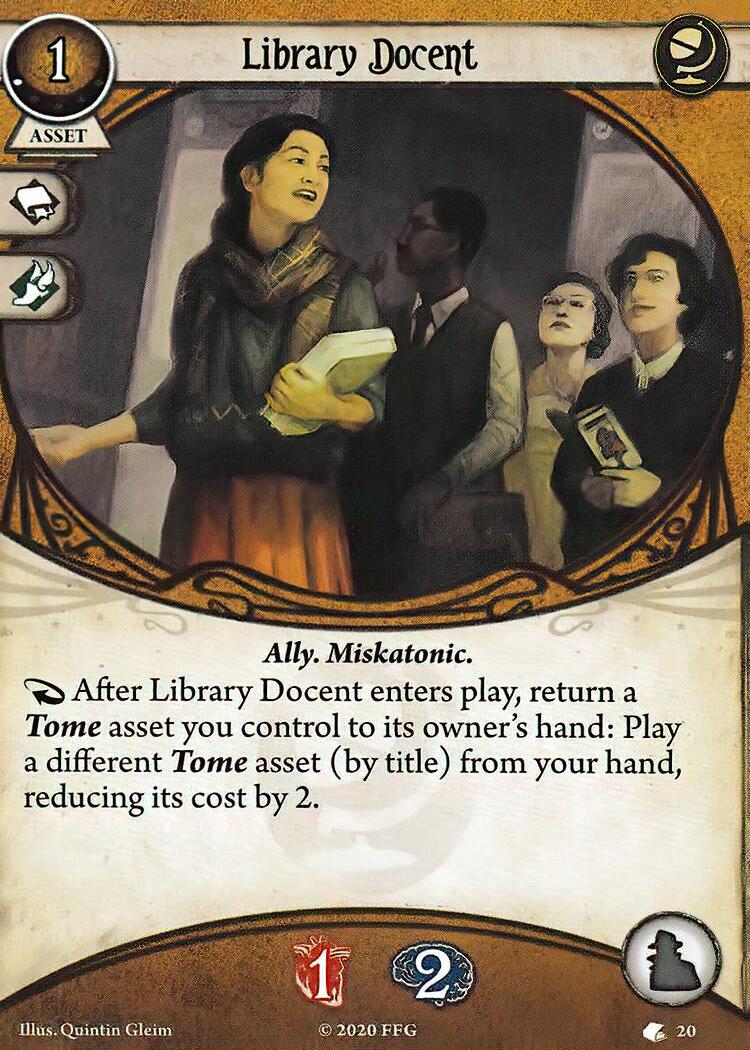 1
Library Docent
ASSET
Ally. Miskatonic.
After Library Docent enters play, return a
Tome asset you control to its owner's hand: Play
a different Tome asset (by title) from your hand,
reducing its cost by 2.
1
2
Illus. Quintin Gleim
© 2020 FFG
20